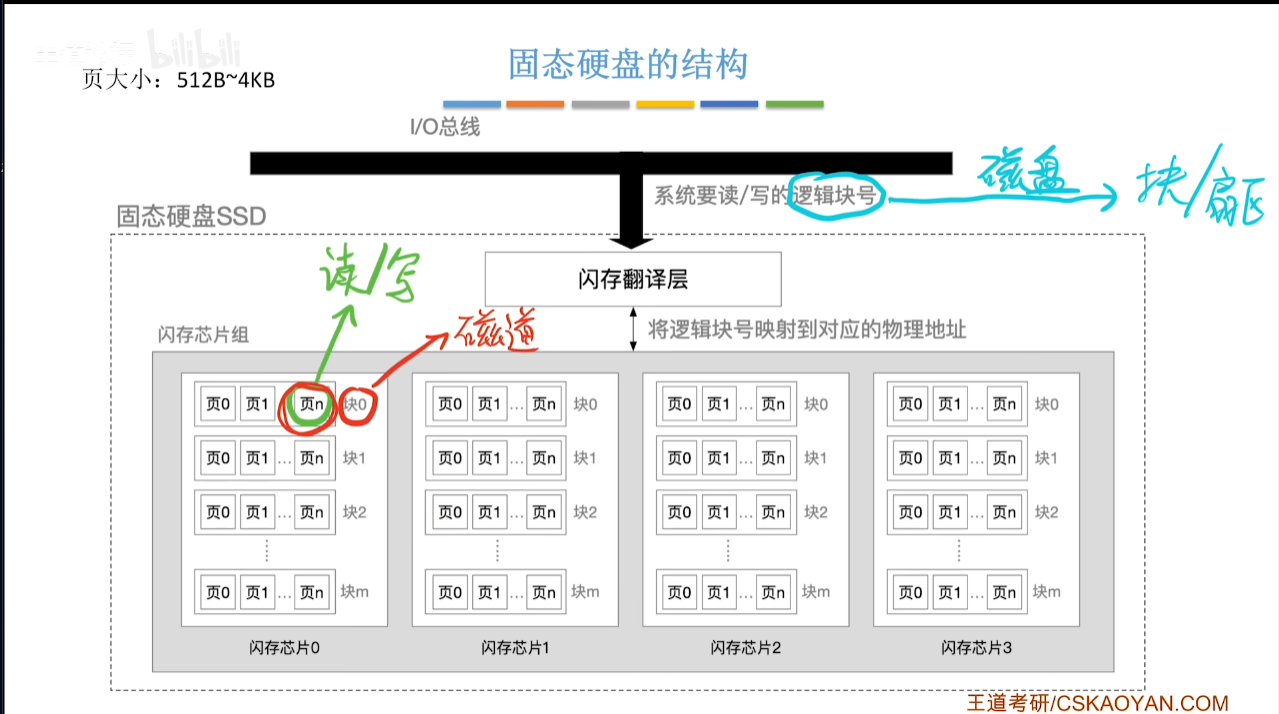 bilibili
固态硬盘的结构
页大小：512B~4KB
I/O总线
系统要读/写的逻辑块号
磁盘
块/扇区
固态硬盘SSD
读/写
闪存翻译层
将逻辑块号映射到对应的物理地址
磁道
闪存芯片组
页0 页1 页n 块0 页0 页1 … 页n 块0 页0 页1 … 页n 块0 页0 页1 … 页n 块0
页0 页1 … 页n 块1 页0 页1 … 页n 块1 页0 页1 … 页n 块1 页0 页1 … 页n 块1
页0 页1 … 页n 块2 页0 页1 … 页n 块2 页0 页1 … 页n 块2 页0 页1 … 页n 块2
页0 页1 … 页n 块m 页0 页1 … 页n 块m 页0 页1 … 页n 块m 页0 页1 … 页n 块m
闪存芯片0 闪存芯片1 闪存芯片2 闪存芯片3
王道考研/CSKAOYAN.COM